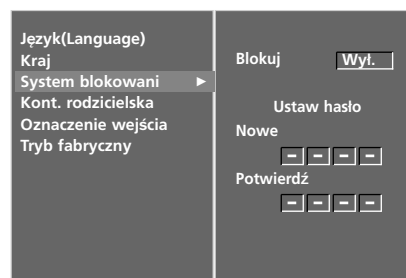 Język(Language)
Kraj
System blokowani ►
Kont. rodzicielska
Oznaczenie wejścia
Tryb fabryczny
Blokuj Wył.
Ustaw hasło
Nowe
– – – –
Potwierdź
– – – –